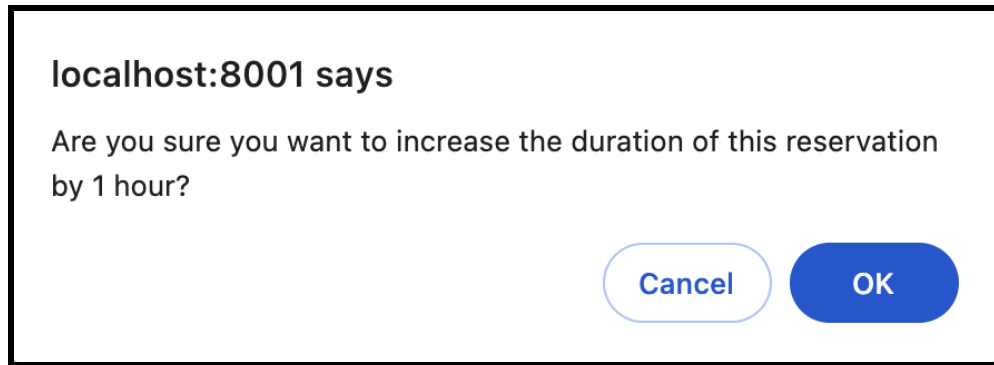 localhost:8001 says
Are you sure you want to increase the duration of this reservation
by 1 hour?
Cancel
OK